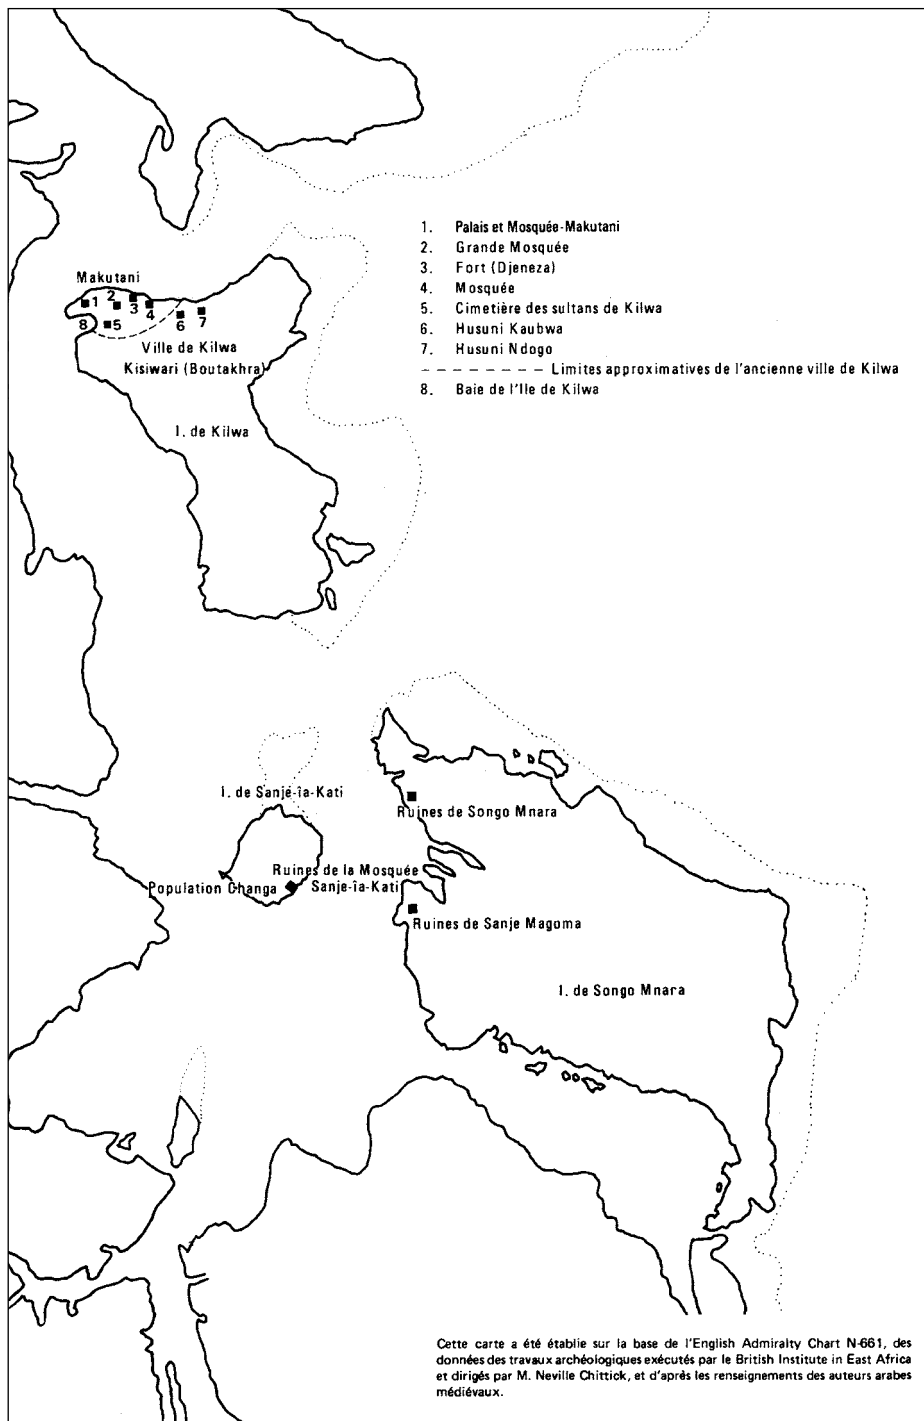 1. Palais et Mosquée-Makutani
2. Grande Mosquée
3. Fort (Djeneza)
4. Mosquée
5. Cimetière des sultans de Kilwa
6. Husuni Kaubwa
7. Husuni Ndogo
Limites approximatives de l'ancienne ville de Kilwa
8. Baie de l'Ile de Kilwa
Makutani
1
2
3
4
5
6
7
8
Ville de Kilwa
Kisiwari (Boutakhra)
I. de Kilwa
I. de Sanjé-îa-Kati
Ruines de Songo Mnara
Ruines de la Mosquée
Population Changa
Sanje-îa-Kati
Ruines de Sanje Magoma
I. de Songo Mnara
Cette carte a été établie sur la base de l'English Admiralty Chart N-661, des
données des travaux archéologiques exécutés par le British Institute in East Africa
et dirigés par M. Neville Chittick, et d'après les renseignements des auteurs arabes
médiévaux.